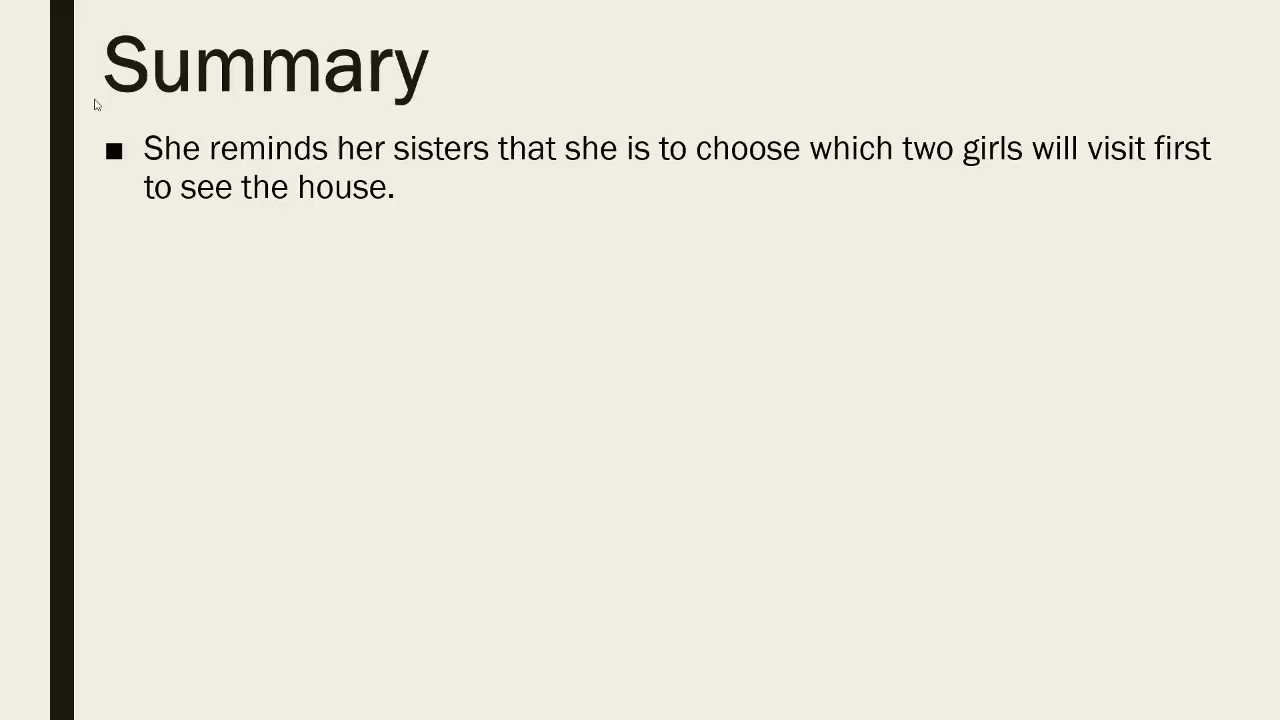 Summary
■ She reminds her sisters that she is to choose which two girls will visit first
to see the house.